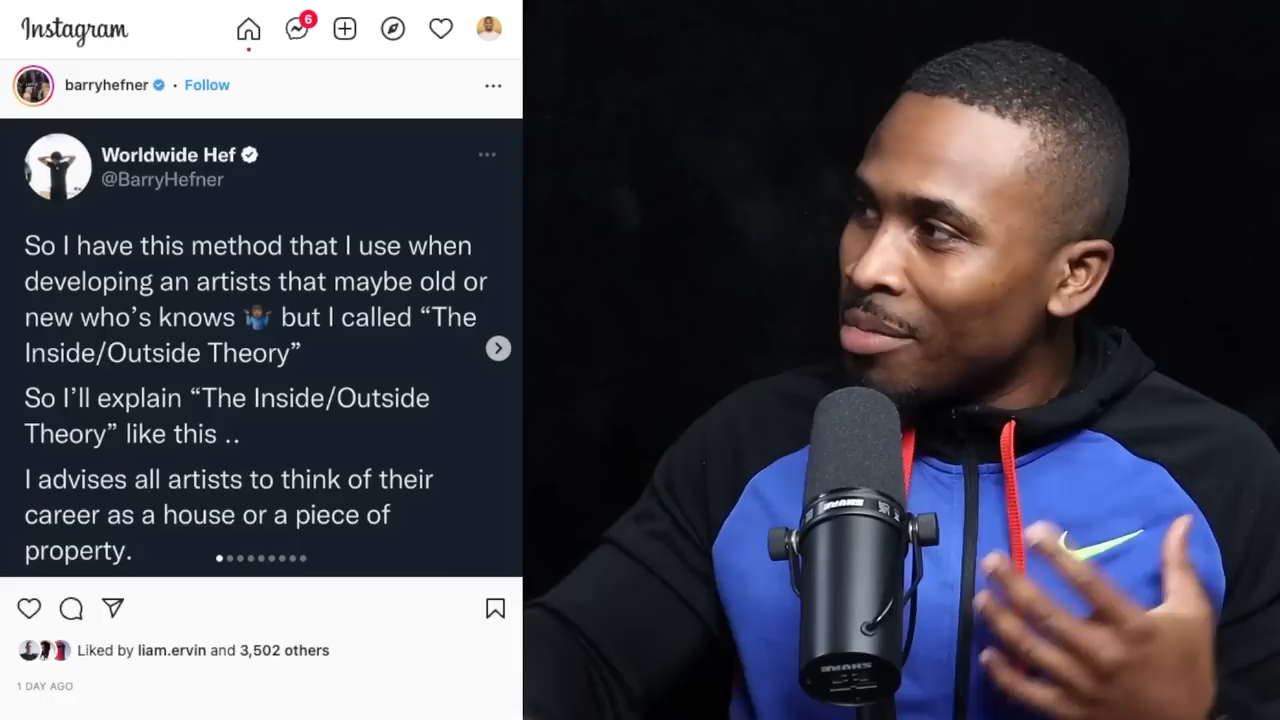 Instagram
6
barryhefner · Follow
Worldwide Hef
@BarryHefner
So I have this method that I use when
developing an artists that maybe old or
new who’s knows 🤷🏾‍♂️ but I called “The
Inside/Outside Theory”
So I’ll explain “The Inside/Outside
Theory” like this ..
I advises all artists to think of their
career as a house or a piece of
property.
Liked by liam.ervin and 3,502 others
1 DAY AGO
SHURE
SHURE